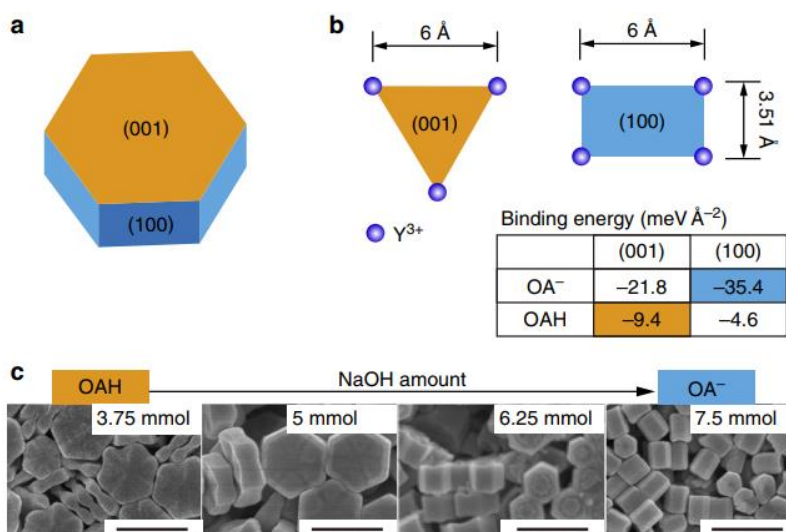 a
(001)
(100)
b
6 Å
6 Å
(001)
(100)
3.51 Å
Y³⁺
Binding energy (meV Å⁻²)
(001) (100)
OA⁻ –21.8 –35.4
OAH –9.4 –4.6
c
OAH NaOH amount OA⁻
3.75 mmol 5 mmol 6.25 mmol 7.5 mmol